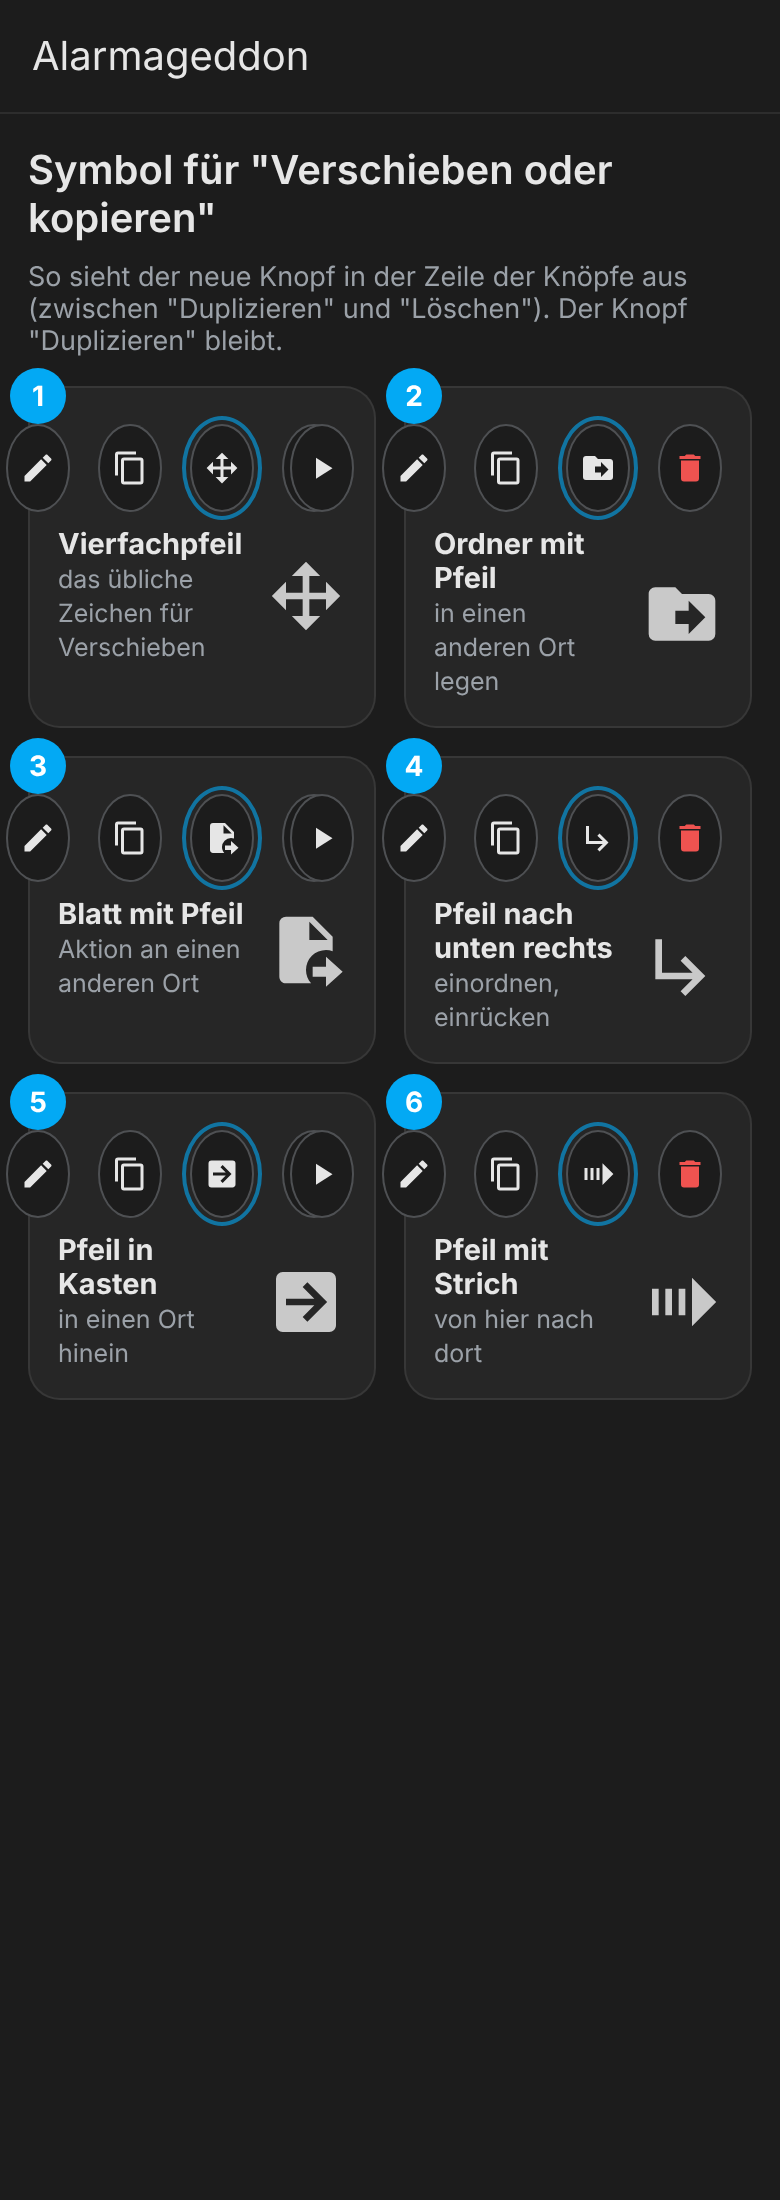 Alarmageddon
Symbol für "Verschieben oder
kopieren"
So sieht der neue Knopf in der Zeile der Knöpfe aus
(zwischen "Duplizieren" und "Löschen"). Der Knopf
"Duplizieren" bleibt.
1
Vierfachpfeil
das übliche
Zeichen für
Verschieben
2
Ordner mit
Pfeil
in einen
anderen Ort
legen
3
Blatt mit Pfeil
Aktion an einen
anderen Ort
4
Pfeil nach
unten rechts
einordnen,
einrücken
5
Pfeil in
Kasten
in einen Ort
hinein
6
Pfeil mit
Strich
von hier nach
dort